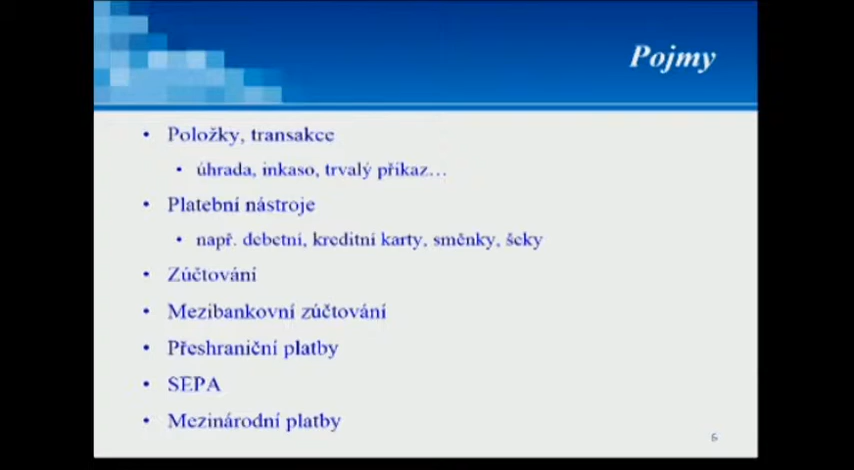 Pojmy
• Položky, transakce
• úhrada, inkaso, trvalý příkaz…
• Platební nástroje
• např. debetní, kreditní karty, směnky, šeky
• Zúčtování
• Mezibankovní zúčtování
• Přeshraniční platby
• SEPA
• Mezinárodní platby
6